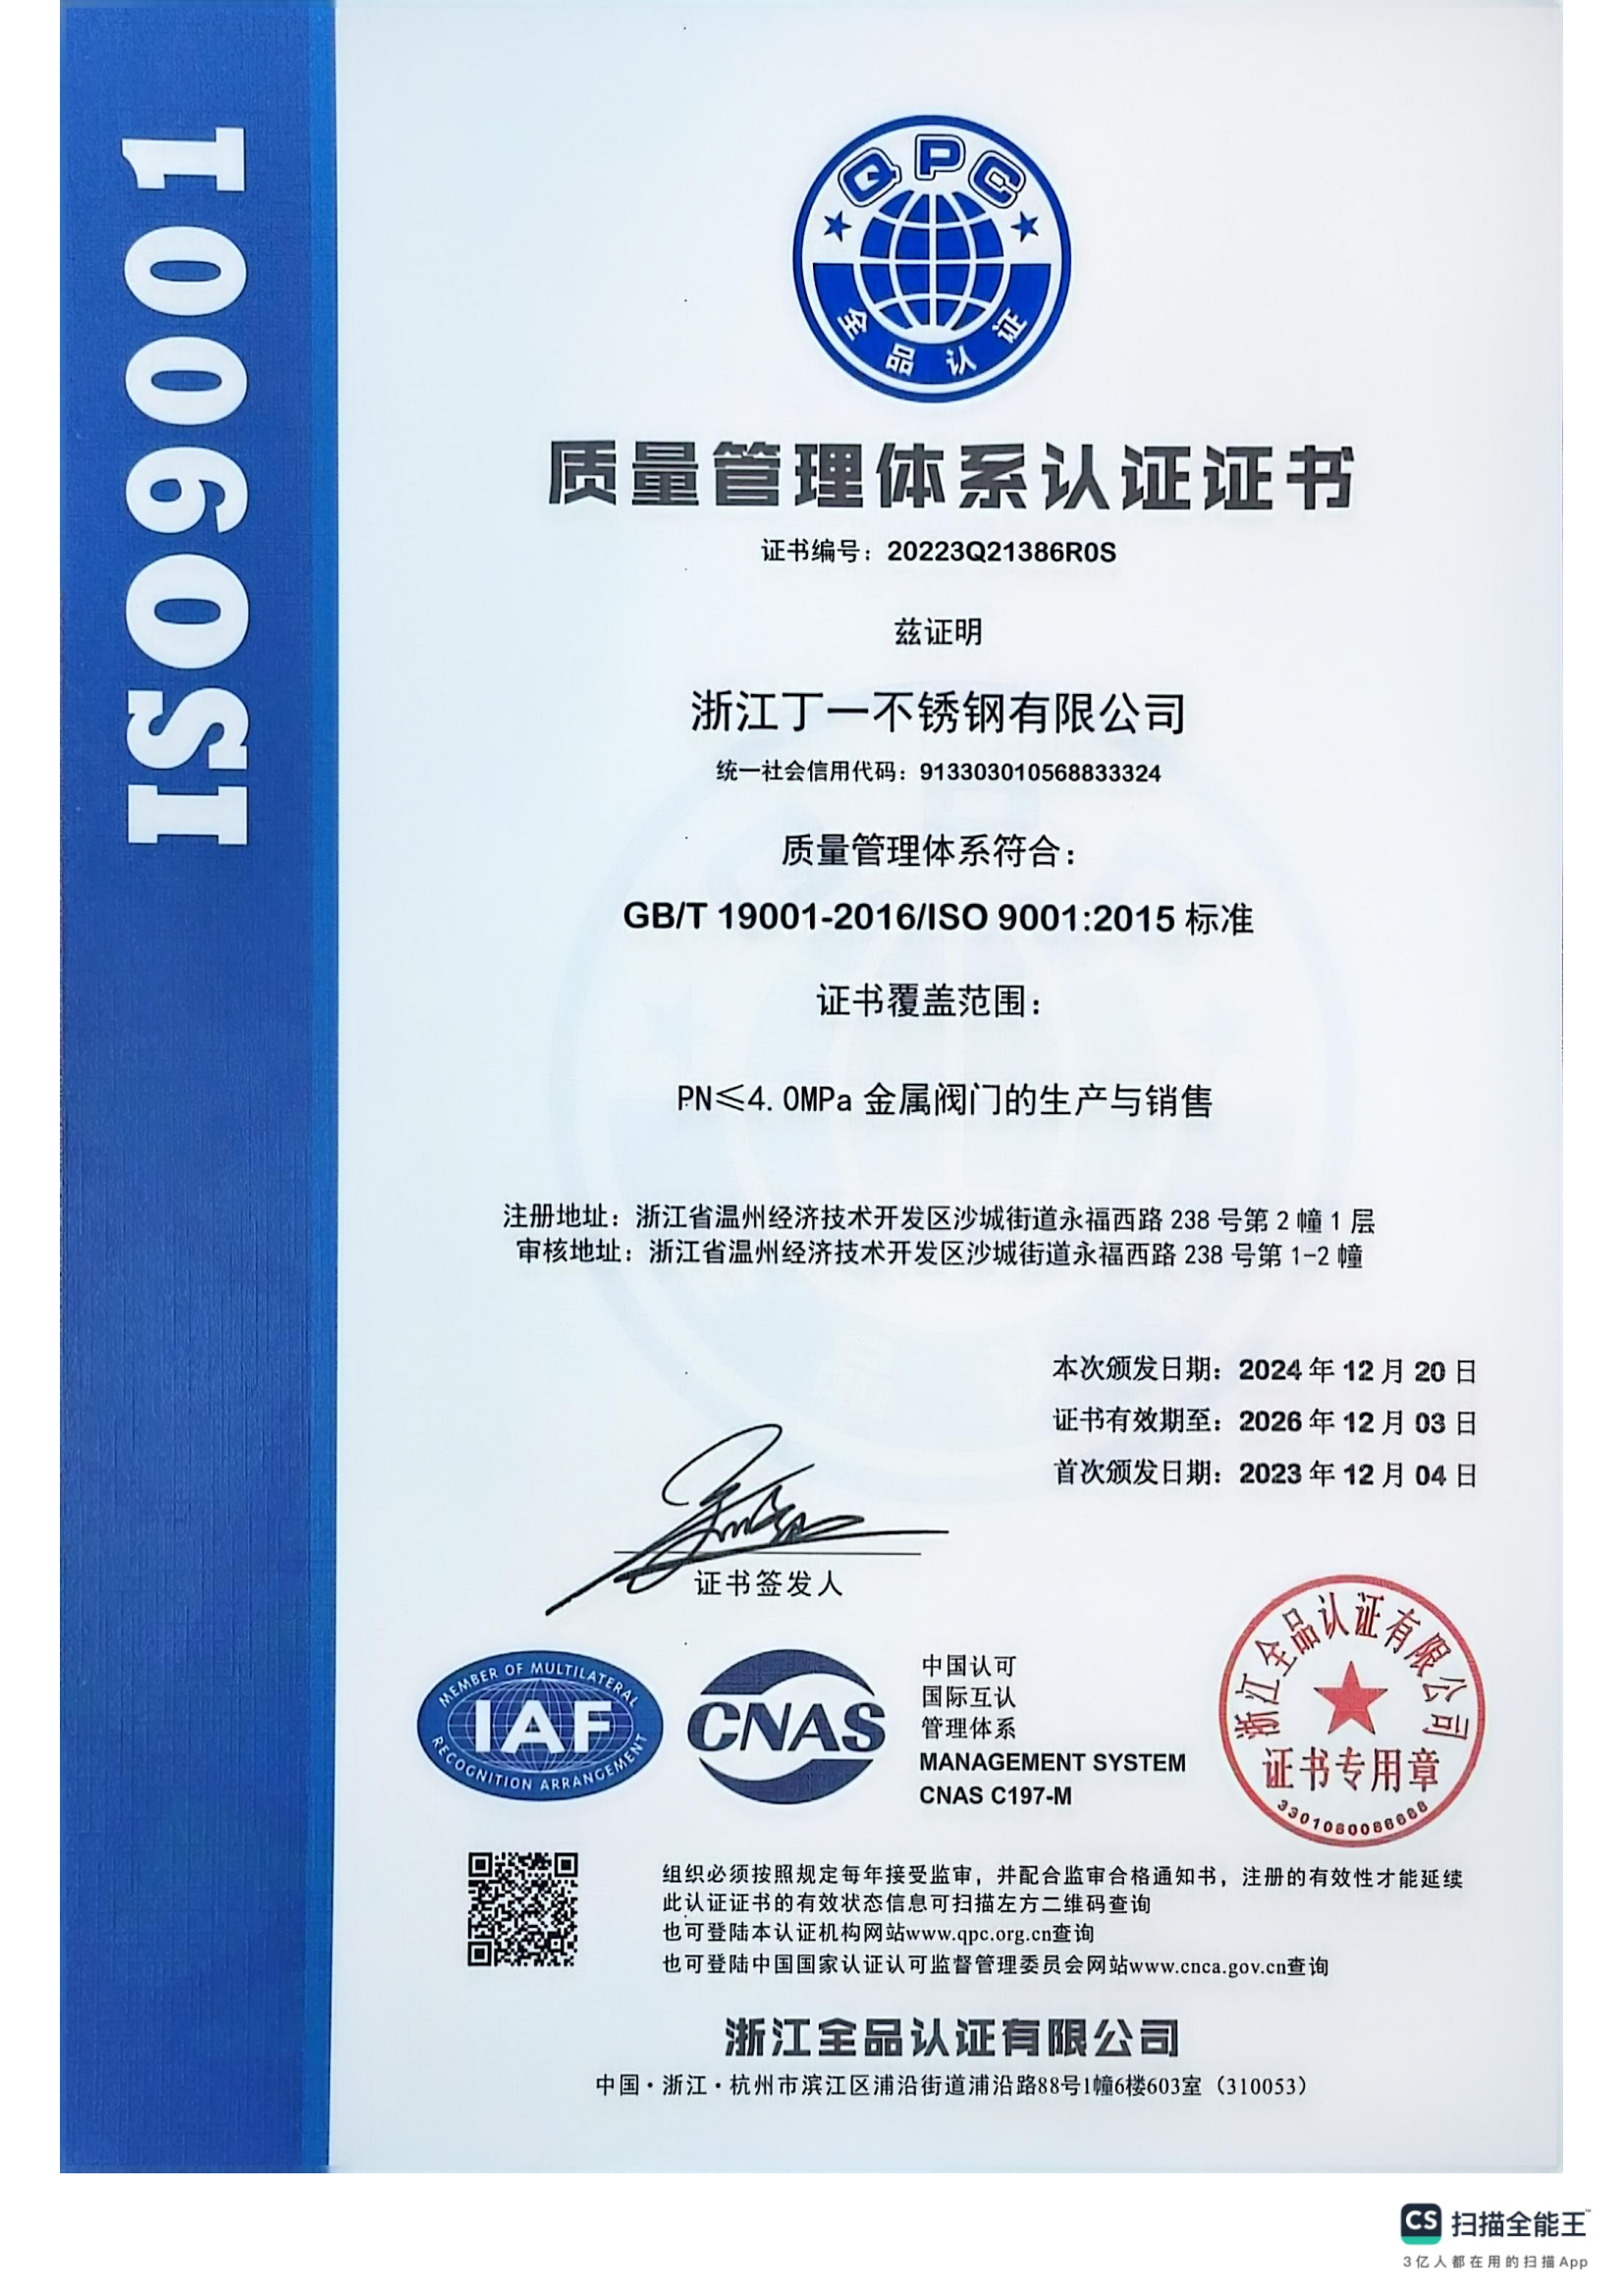 ISO9001
QPC
全品认证
质量管理体系认证证书
证书编号：20223Q21386R0S
兹证明
浙江丁一不锈钢有限公司
统一社会信用代码：913303010568833324
质量管理体系符合：
GB/T 19001-2016/ISO 9001:2015 标准
证书覆盖范围：
PN≤4.0MPa 金属阀门的生产与销售
注册地址：浙江省温州经济技术开发区沙城街道永福西路 238 号第 2 幢 1 层
审核地址：浙江省温州经济技术开发区沙城街道永福西路 238 号第 1-2 幢
本次颁发日期：2024 年 12 月 20 日
证书有效期至：2026 年 12 月 03 日
首次颁发日期：2023 年 12 月 04 日
证书签发人
MEMBER OF MULTILATERAL
IAF
RECOGNITION ARRANGEMENT
CNAS
中国认可
国际互认
管理体系
MANAGEMENT SYSTEM
CNAS C197-M
浙江全品认证有限公司
证书专用章
组织必须按照规定每年接受监审，并配合监审合格通知书，注册的有效性才能延续
此认证证书的有效状态信息可扫描左方二维码查询
也可登陆本认证机构网站www.qpc.org.cn查询
也可登陆中国国家认证认可监督管理委员会网站www.cnca.gov.cn查询
浙江全品认证有限公司
中国·浙江·杭州市滨江区浦沿街道浦沿路88号1幢6楼603室（310053）
CS 扫描全能王™
3亿人都在用的扫描App